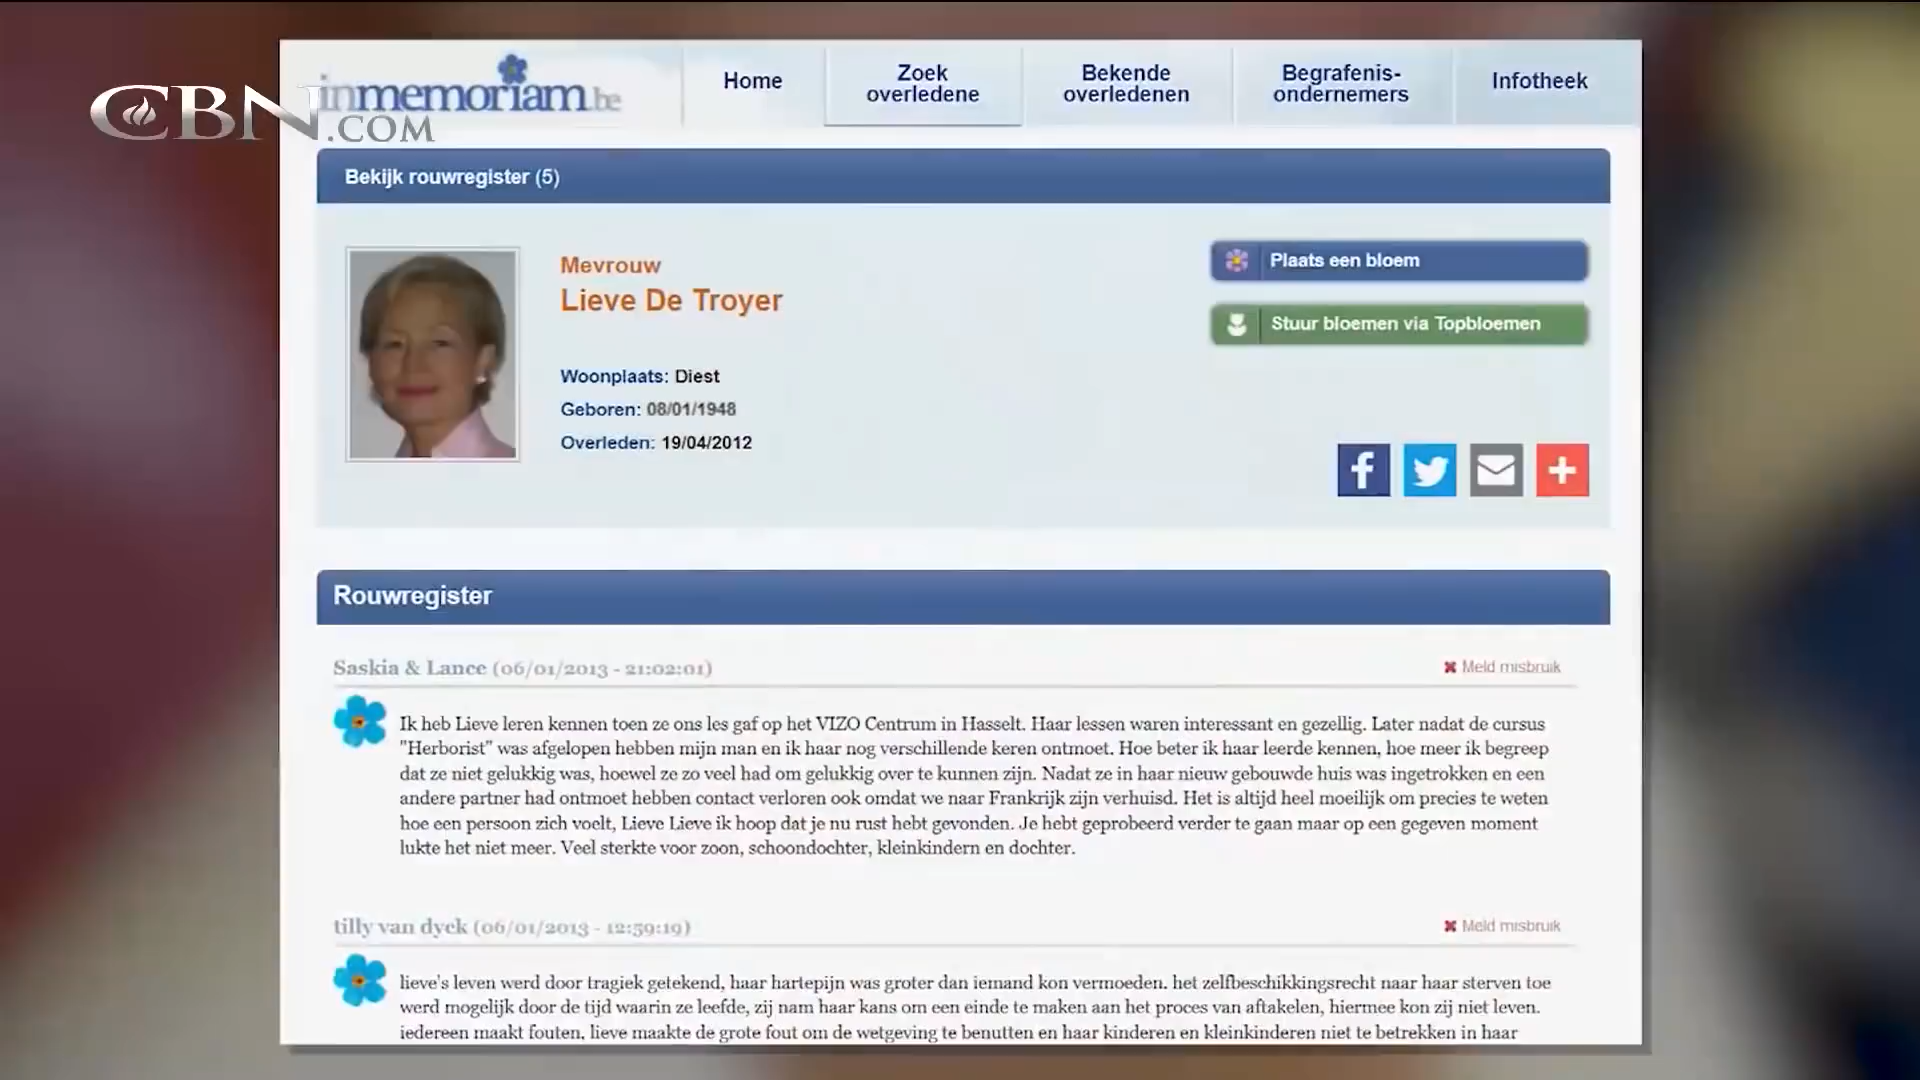 inmemoriam.be
CBN.COM
Home
Zoek
overledene
Bekende
overledenen
Begrafenis-
ondernemers
Infotheek
Bekijk rouwregister (5)
Mevrouw
Lieve De Troyer
Woonplaats: Diest
Geboren: 08/01/1948
Overleden: 19/04/2012
Plaats een bloem
Stuur bloemen via Topbloemen
Rouwregister
Saskia & Lance (06/01/2013 - 21:02:01)
Meld misbruik
Ik heb Lieve leren kennen toen ze ons les gaf op het VIZO Centrum in Hasselt. Haar lessen waren interessant en gezellig. Later nadat de cursus
"Herborist" was afgelopen hebben mijn man en ik haar nog verschillende keren ontmoet. Hoe beter ik haar leerde kennen, hoe meer ik begreep
dat ze niet gelukkig was, hoewel ze zo veel had om gelukkig over te kunnen zijn. Nadat ze in haar nieuw gebouwde huis was ingetrokken en een
andere partner had ontmoet hebben contact verloren ook omdat we naar Frankrijk zijn verhuisd. Het is altijd heel moeilijk om precies te weten
hoe een persoon zich voelt, Lieve Lieve ik hoop dat je nu rust hebt gevonden. Je hebt geprobeerd verder te gaan maar op een gegeven moment
lukte het niet meer. Veel sterkte voor zoon, schoondochter, kleinkindern en dochter.
tilly van dyck (06/01/2013 - 12:59:19)
Meld misbruik
lieve's leven werd door tragiek getekend, haar hartepijn was groter dan iemand kon vermoeden. het zelfbeschikkingsrecht naar haar sterven toe
werd mogelijk door de tijd waarin ze leefde, zij nam haar kans om een einde te maken aan het proces van aftakelen, hiermee kon zij niet leven.
iedereen maakt fouten, lieve maakte de grote fout om de wetgeving te benutten en haar kinderen en kleinkinderen niet te betrekken in haar